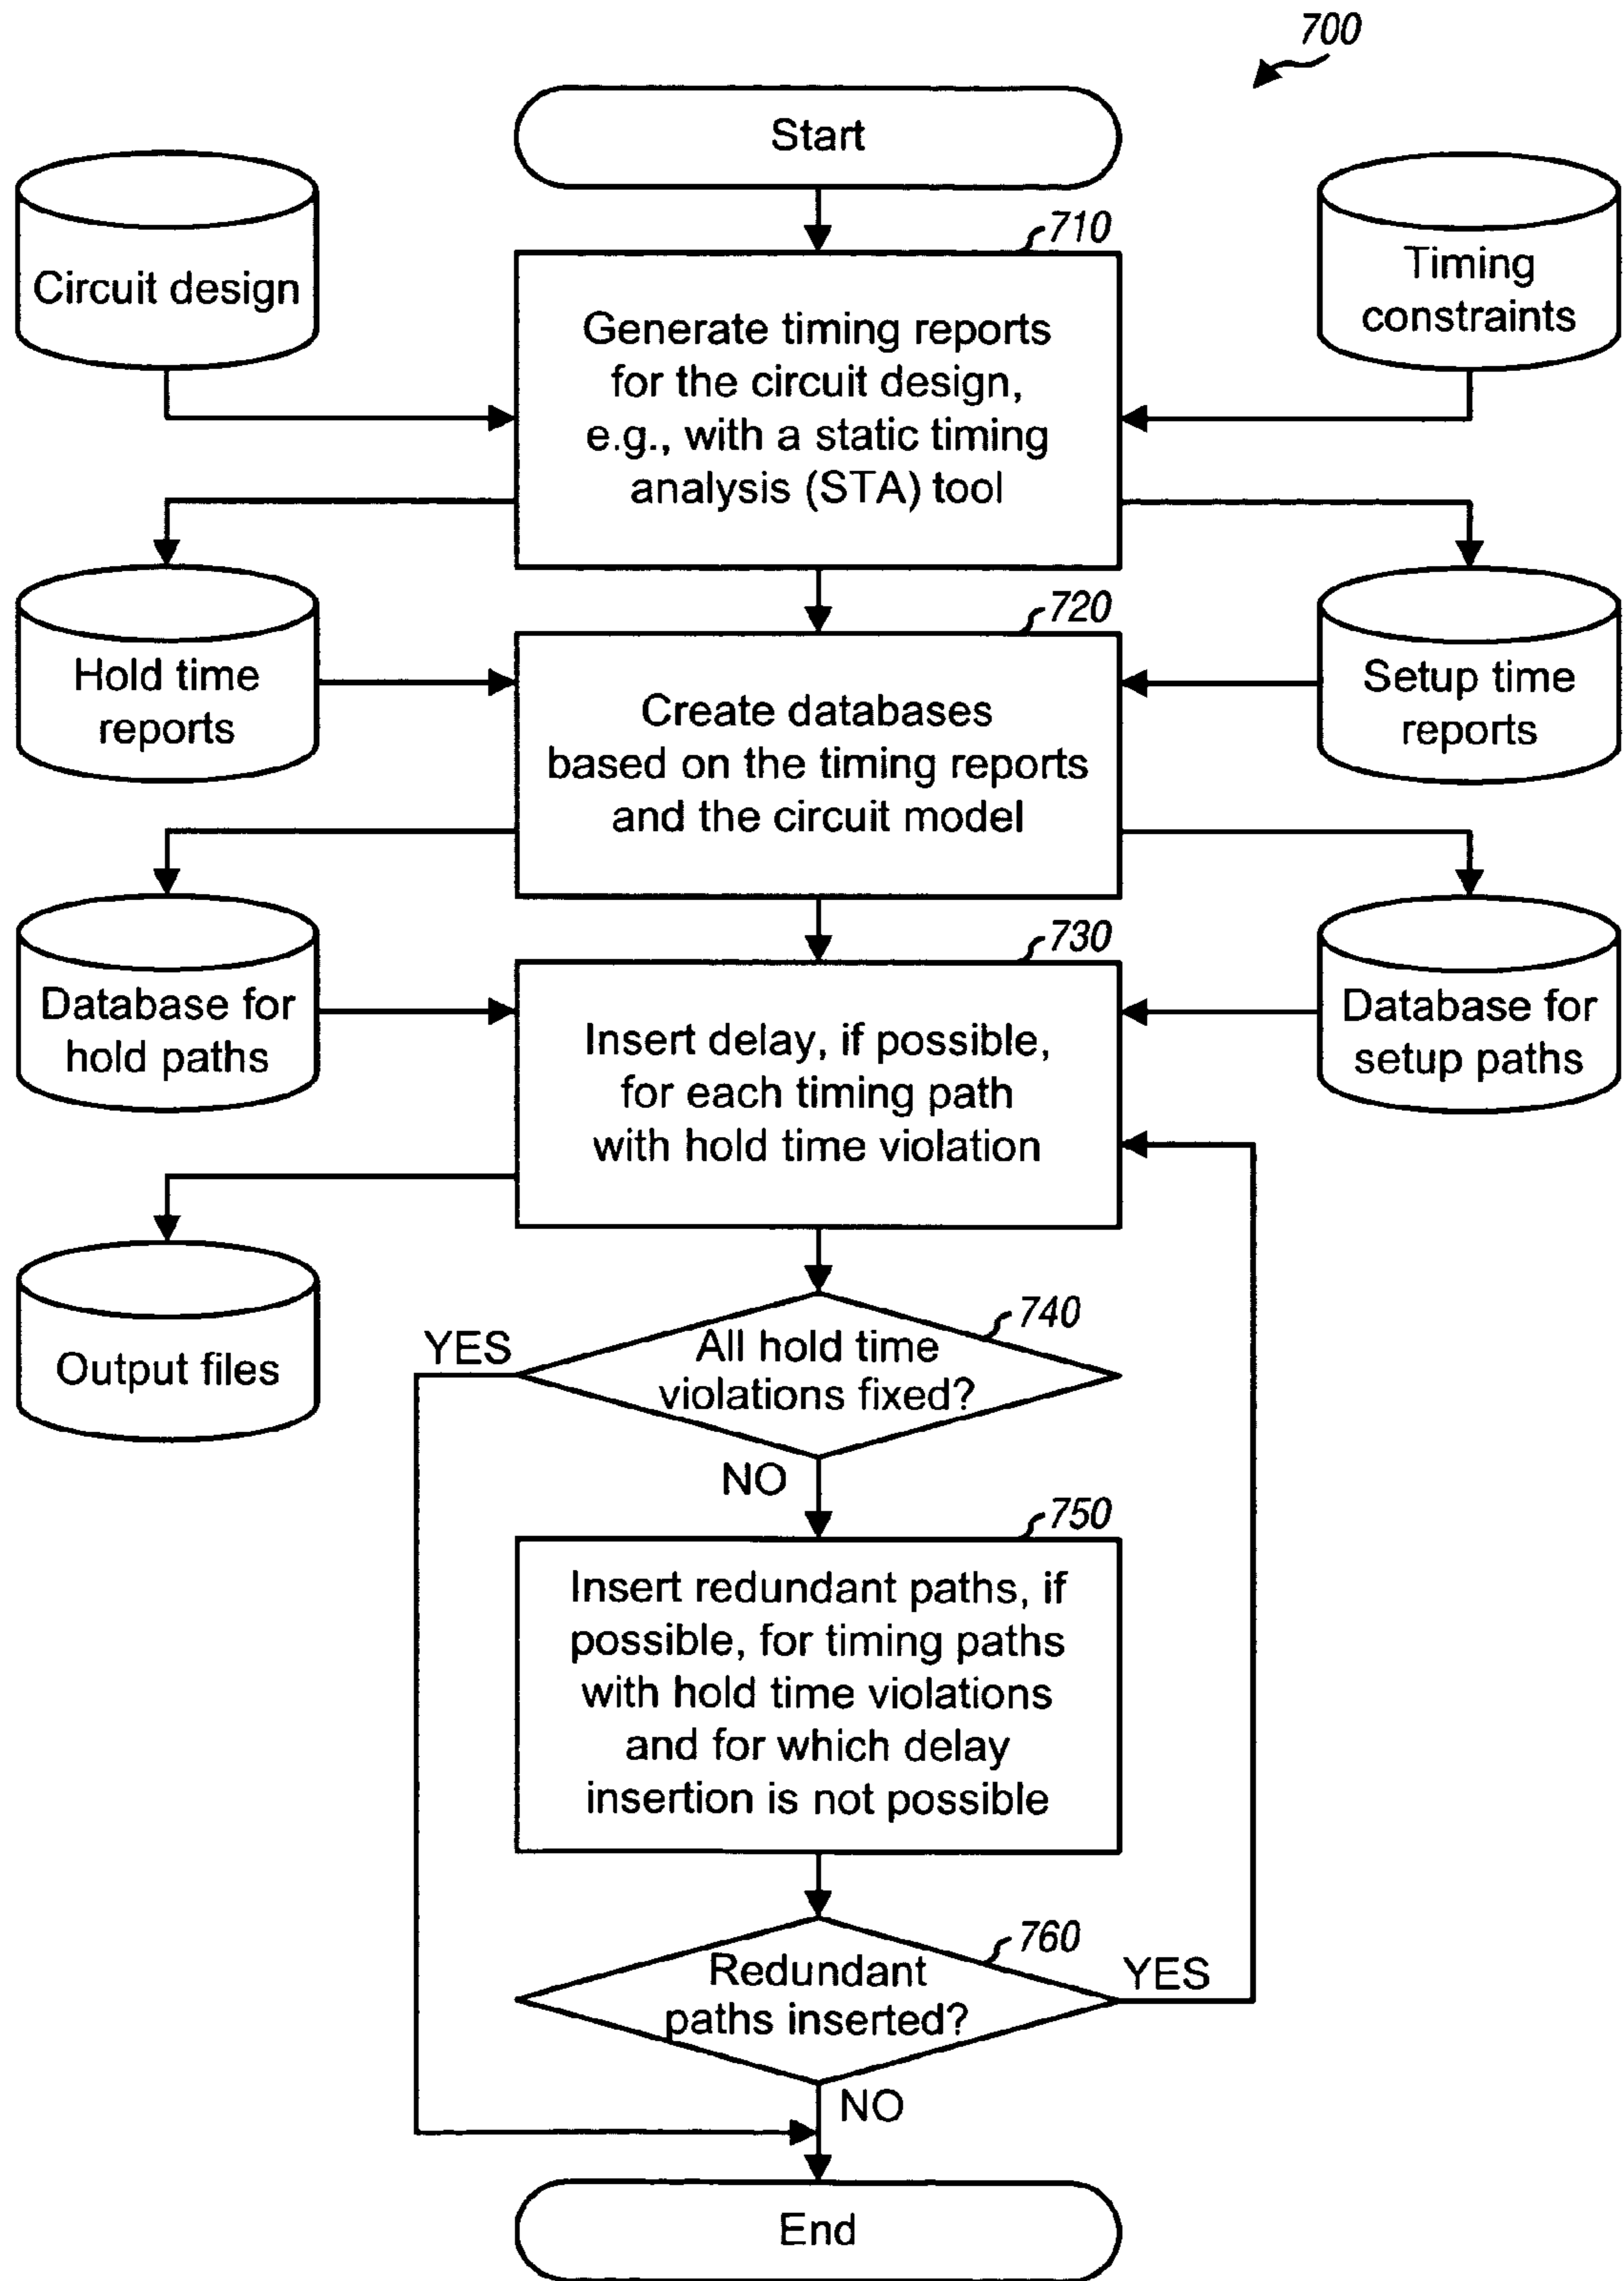 700
Start
Circuit design
Timing
constraints
710
Generate timing reports
for the circuit design,
e.g., with a static timing
analysis (STA) tool
Hold time
reports
Setup time
reports
720
Create databases
based on the timing reports
and the circuit model
Database for
hold paths
Database for
setup paths
730
Insert delay, if possible,
for each timing path
with hold time violation
Output files
740
All hold time
violations fixed?
YES
NO
750
Insert redundant paths, if
possible, for timing paths
with hold time violations
and for which delay
insertion is not possible
760
Redundant
paths inserted?
YES
NO
End